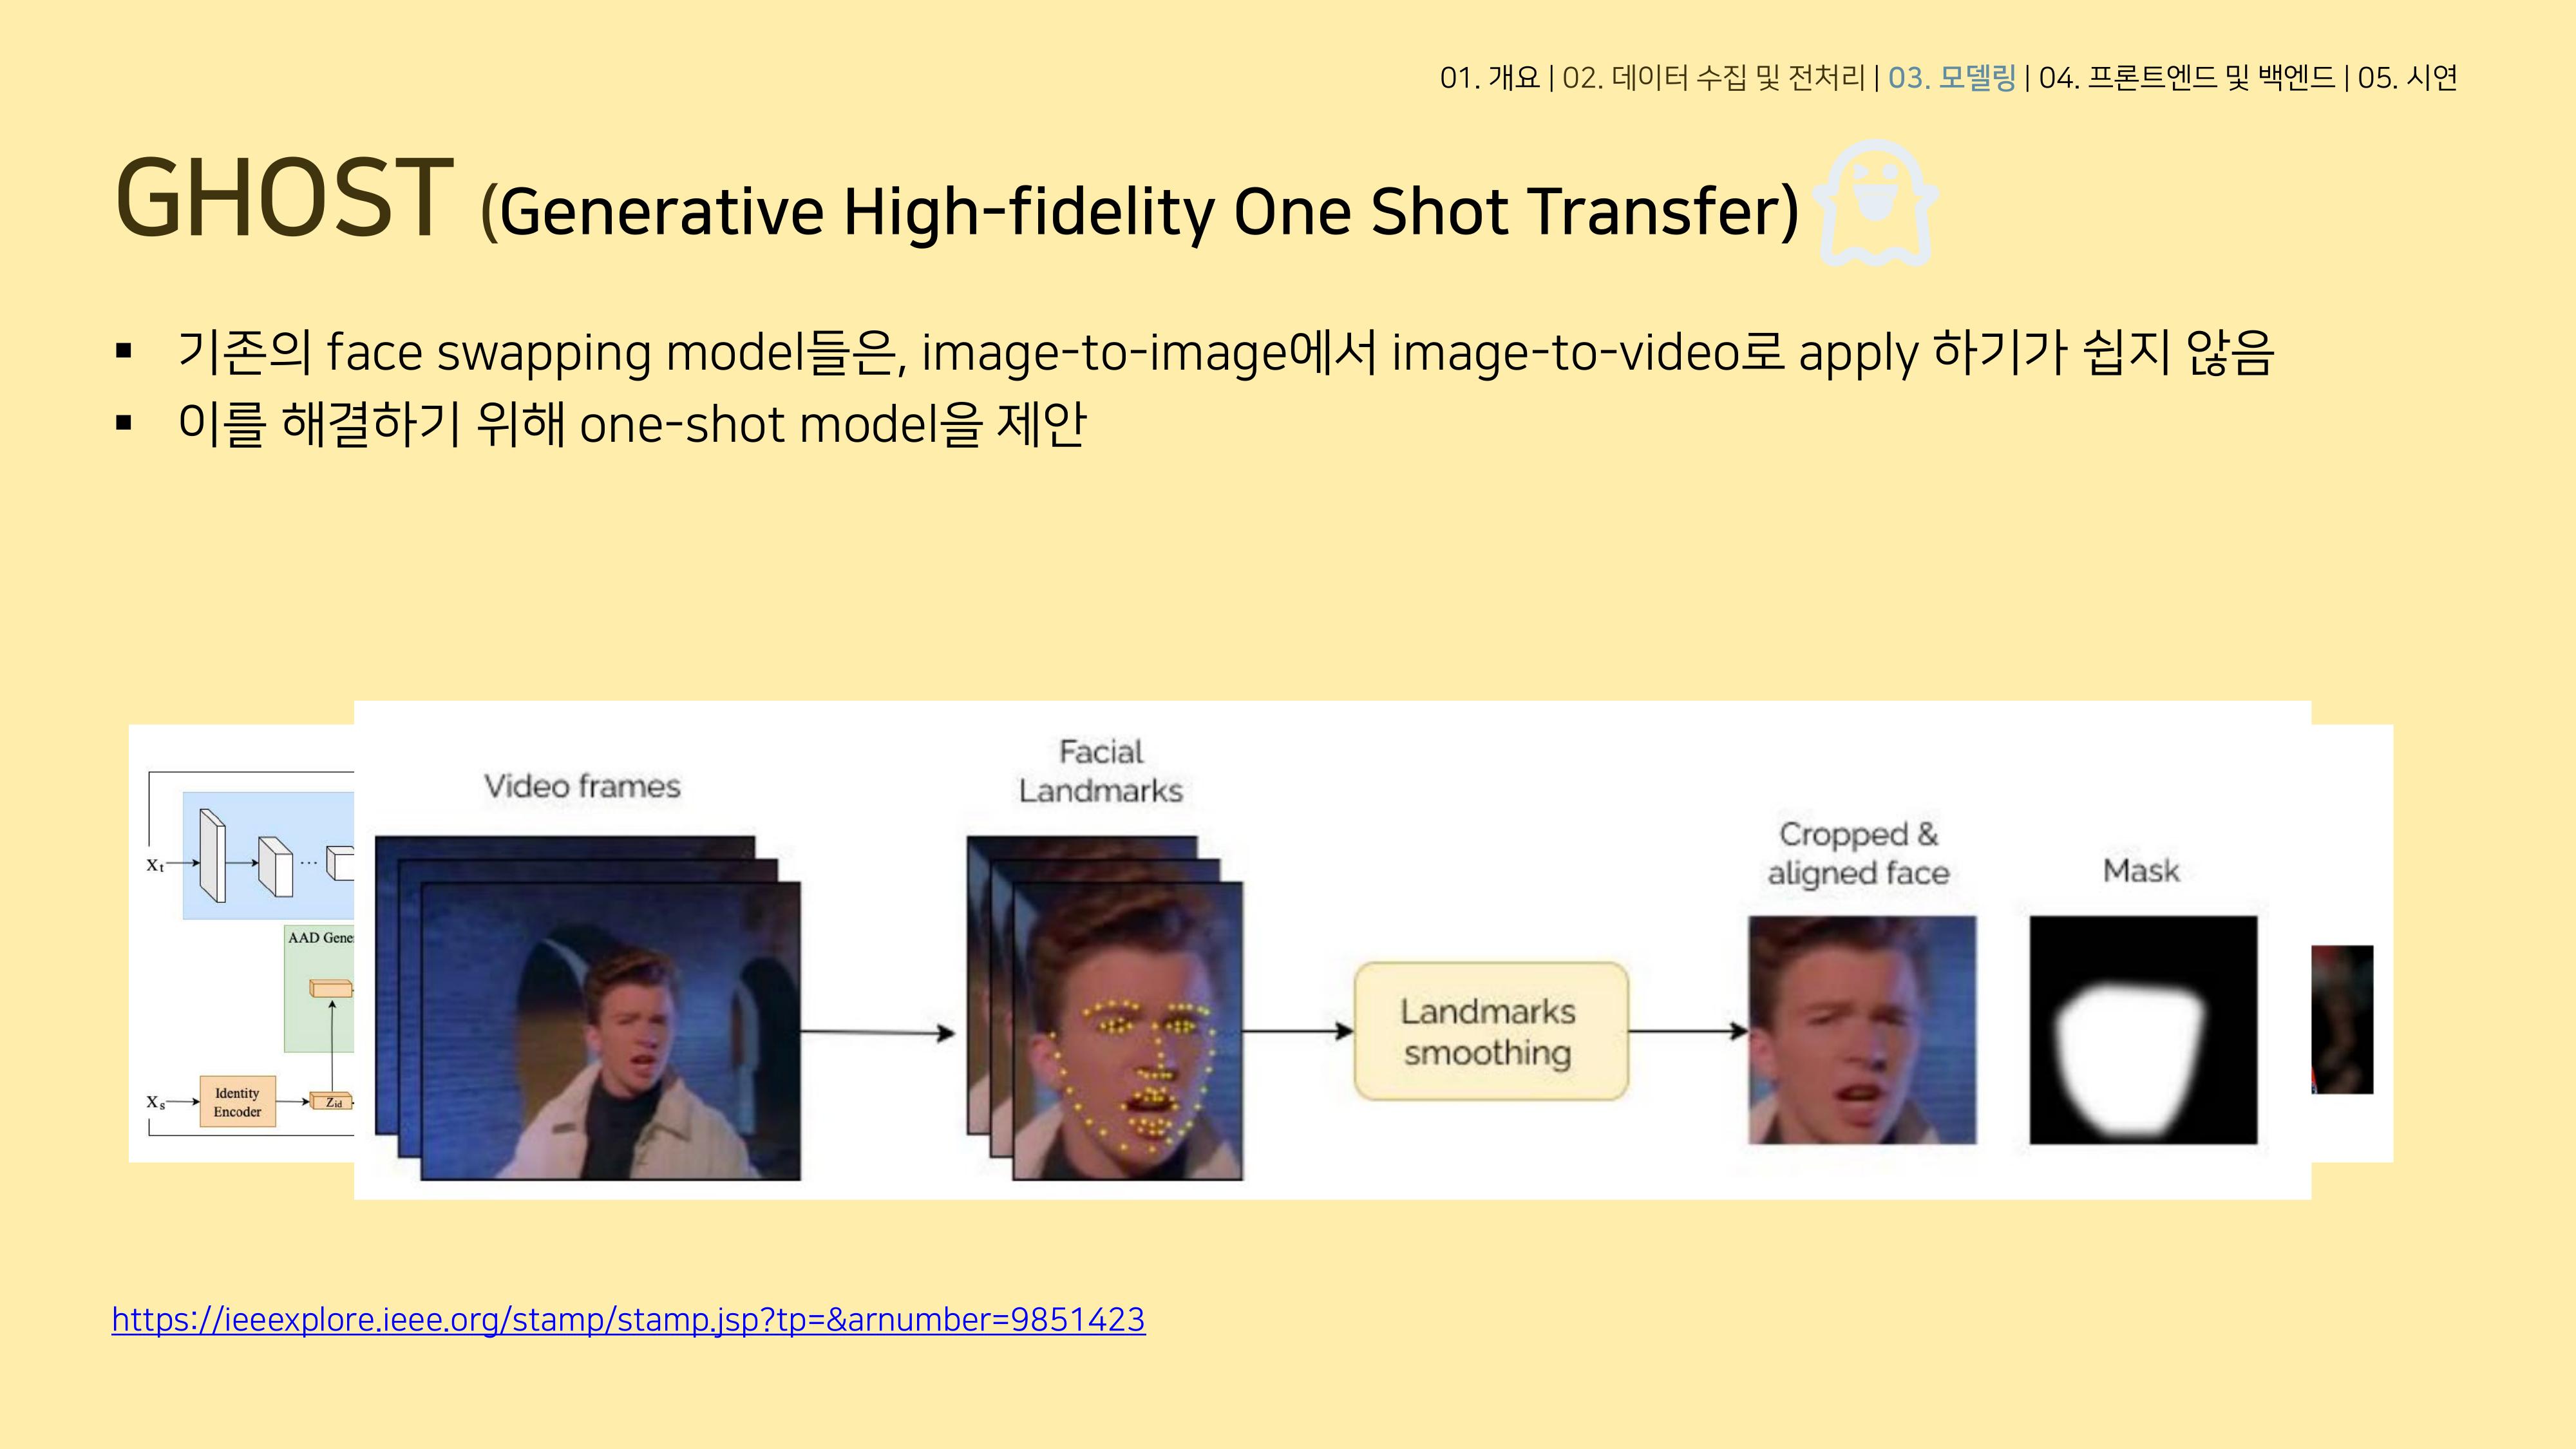 01. 개요 | 02. 데이터 수집 및 전처리 | 03. 모델링 | 04. 프론트엔드 및 백엔드 | 05. 시연
GHOST (Generative High-fidelity One Shot Transfer)
▪ 기존의 face swapping model들은, image-to-image에서 image-to-video로 apply 하기가 쉽지 않음
▪ 이를 해결하기 위해 one-shot model을 제안
Video frames
Facial
Landmarks
Cropped &
aligned face
Mask
Landmarks
smoothing
Xt
...
AAD Gene
Xs
Identity
Encoder
Zid
https://ieeexplore.ieee.org/stamp/stamp.jsp?tp=&arnumber=9851423